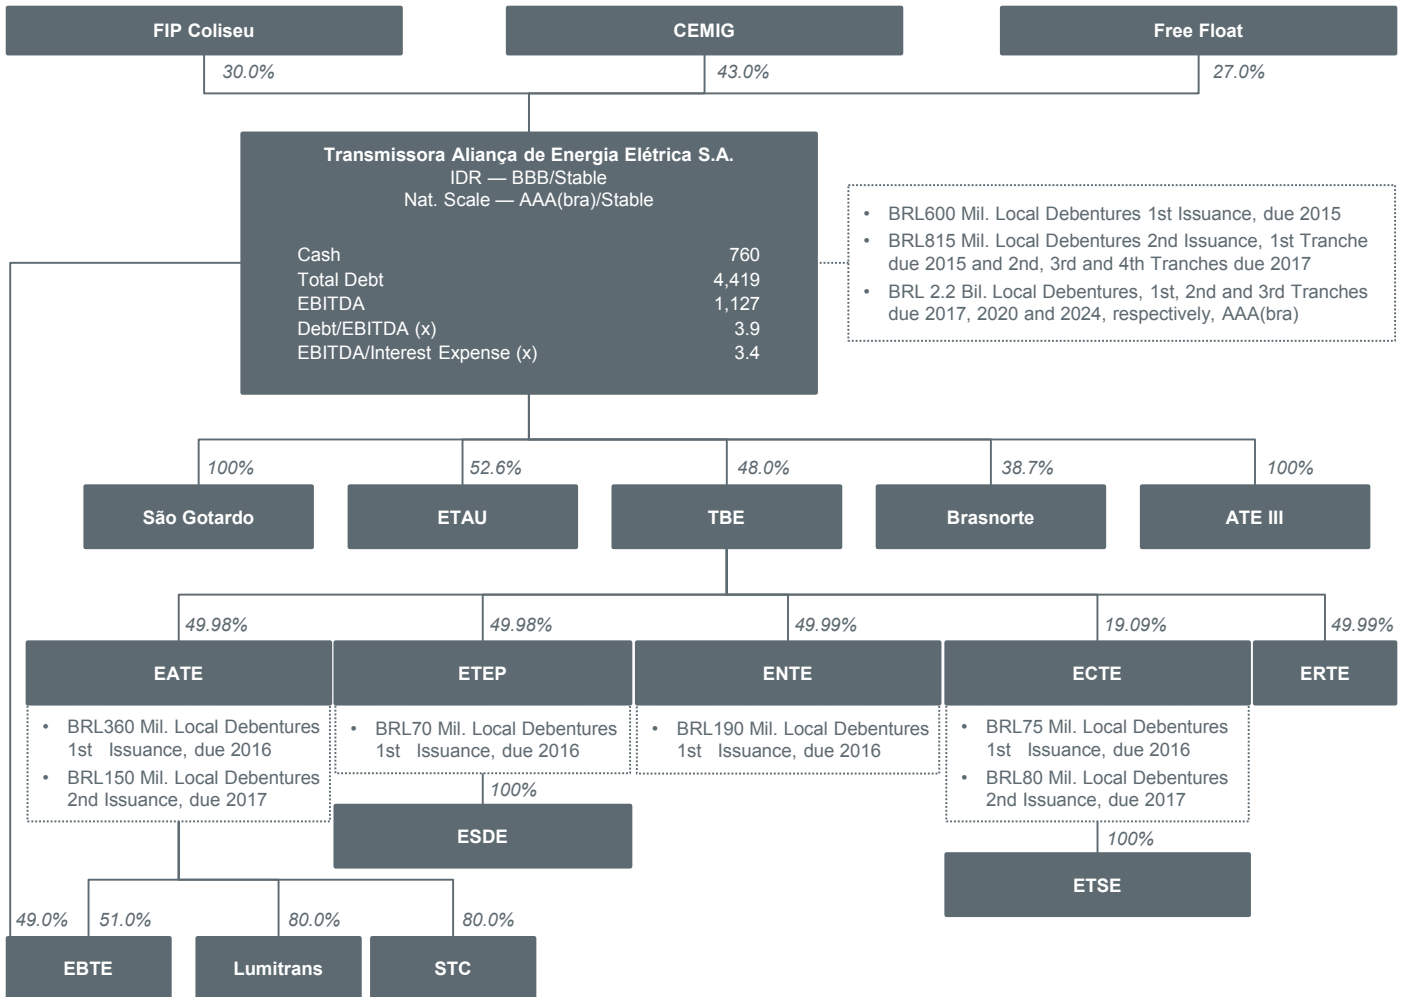 FIP Coliseu
CEMIG
Free Float
30.0%
43.0%
27.0%
Transmissora Aliança de Energia Elétrica S.A.
IDR — BBB/Stable
Nat. Scale — AAA(bra)/Stable
Cash 760
Total Debt 4,419
EBITDA 1,127
Debt/EBITDA (x) 3.9
EBITDA/Interest Expense (x) 3.4
• BRL600 Mil. Local Debentures 1st Issuance, due 2015
• BRL815 Mil. Local Debentures 2nd Issuance, 1st Tranche
due 2015 and 2nd, 3rd and 4th Tranches due 2017
• BRL 2.2 Bil. Local Debentures, 1st, 2nd and 3rd Tranches
due 2017, 2020 and 2024, respectively, AAA(bra)
100%
52.6%
48.0%
38.7%
100%
São Gotardo
ETAU
TBE
Brasnorte
ATE III
49.98%
49.98%
49.99%
19.09%
49.99%
EATE
ETEP
ENTE
ECTE
ERTE
• BRL360 Mil. Local Debentures
1st Issuance, due 2016
• BRL150 Mil. Local Debentures
2nd Issuance, due 2017
• BRL70 Mil. Local Debentures
1st Issuance, due 2016
• BRL190 Mil. Local Debentures
1st Issuance, due 2016
• BRL75 Mil. Local Debentures
1st Issuance, due 2016
• BRL80 Mil. Local Debentures
2nd Issuance, due 2017
100%
ESDE
100%
ETSE
49.0%
51.0%
80.0%
80.0%
EBTE
Lumitrans
STC